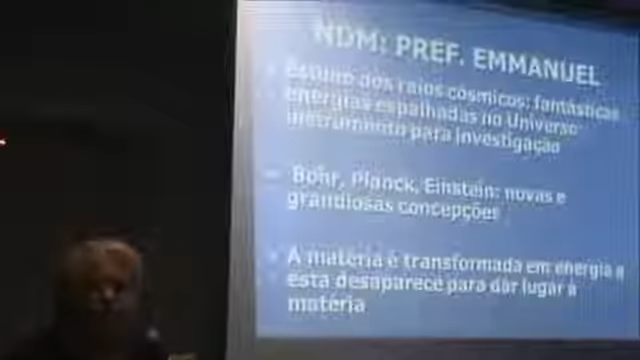 NDM: PREF. EMMANUEL
Estudo dos raios cósmicos: fantásticas
energias espalhadas no Universo
instrumento para investigação
Bohr, Planck, Einstein: novas e
grandiosas concepções
A matéria é transformada em energia e
esta desaparece para dar lugar à
matéria